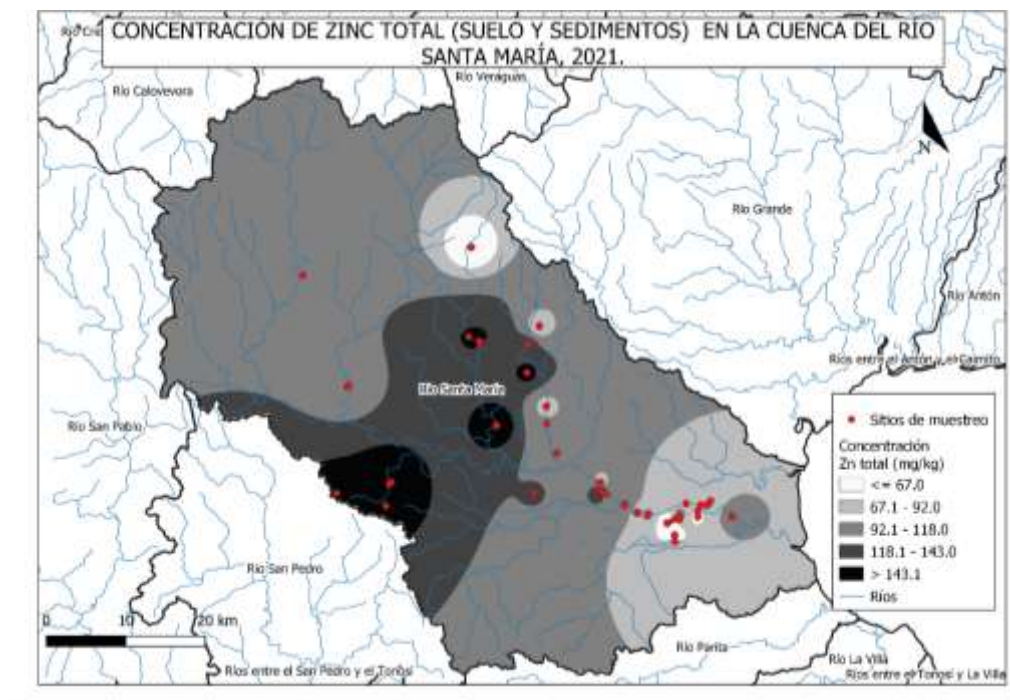 CONCENTRACIÓN DE ZINC TOTAL (SUELO Y SEDIMENTOS) EN LA CUENCA DEL RÍO
SANTA MARÍA, 2021.
Río Veraguas
Río Calovevora
N
Río Grande
Río Antón
Ríos entre el Antón y el Caimito
Río Santa María
Río San Pablo
Sitios de muestreo
Concentración
Zn total (mg/kg)
<= 67.0
67.1 - 92.0
92.1 - 118.0
118.1 - 143.0
> 143.1
Ríos
Río San Pedro
0 10 20 km
Río Parita
Río La Villa
Ríos entre el San Pedro y el Tonosí
Ríos entre el Tonosí y La Villa